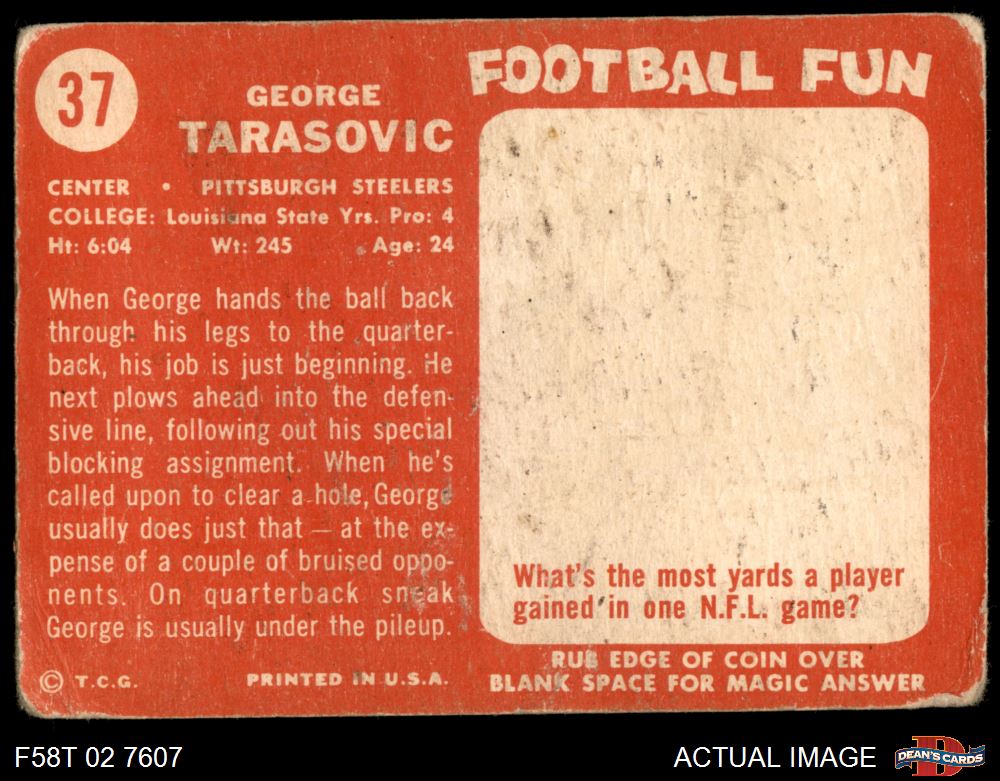 37
GEORGE
TARASOVIC
CENTER • PITTSBURGH STEELERS
COLLEGE: Louisiana State Yrs. Pro: 4
Ht: 6:04 Wt: 245 Age: 24
When George hands the ball back
through his legs to the quarter-
back, his job is just beginning. He
next plows ahead into the defen-
sive line, following out his special
blocking assignment. When he's
called upon to clear a hole, George
usually does just that — at the ex-
pense of a couple of bruised oppo-
nents. On quarterback sneak
George is usually under the pileup.
© T.C.G. PRINTED IN U.S.A.
FOOTBALL FUN
What's the most yards a player
gained in one N.F.L. game?
RUB EDGE OF COIN OVER
BLANK SPACE FOR MAGIC ANSWER
F58T 02 7607
ACTUAL IMAGE
D
DEAN'S CARDS